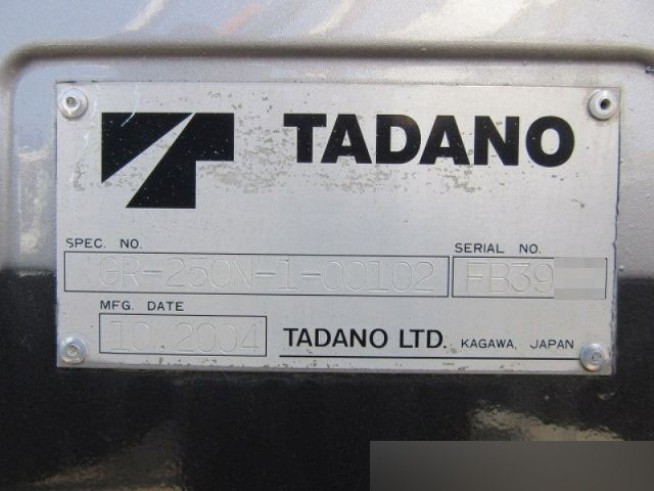 TADANO
SPEC. NO.
GR-250N-1-00102
SERIAL NO.
FB39
MFG. DATE
10.2004
TADANO LTD. KAGAWA, JAPAN